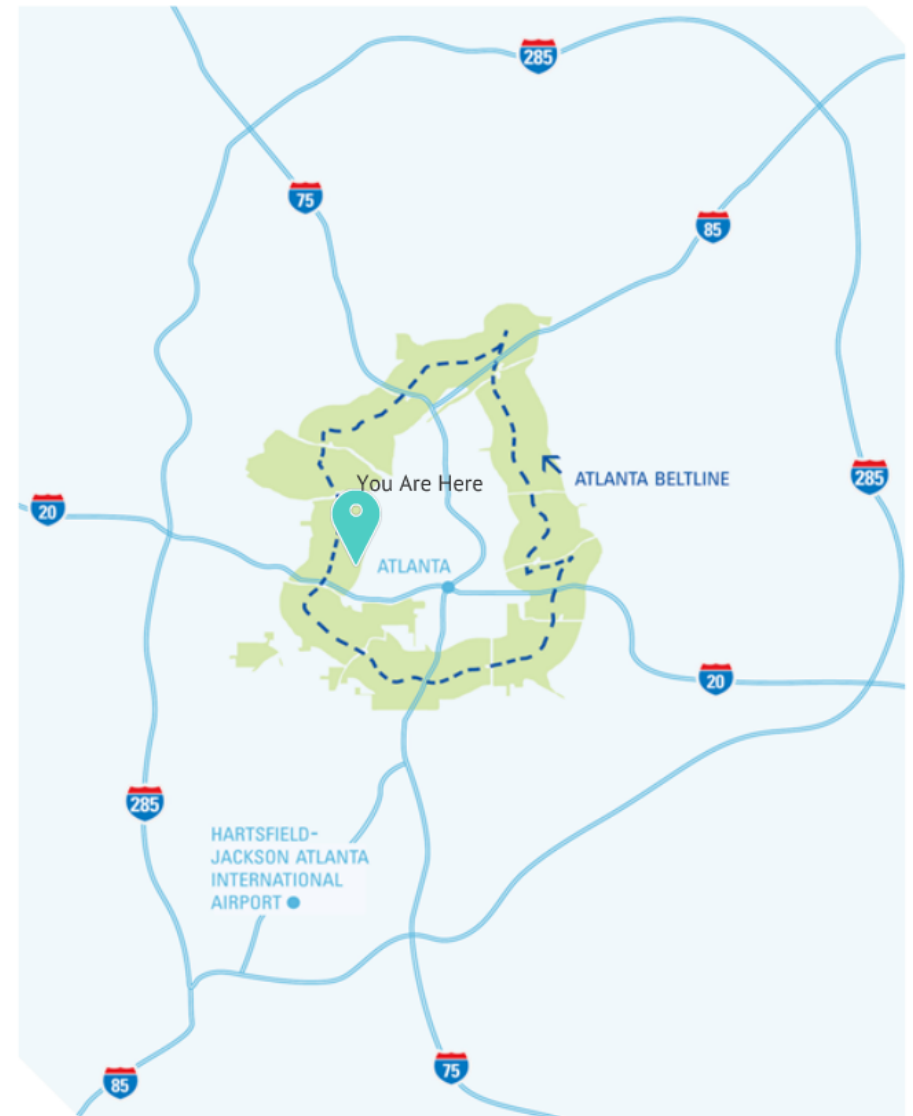 285
75
85
You Are Here
ATLANTA BELTLINE
285
20
ATLANTA
20
285
HARTSFIELD-
JACKSON ATLANTA
INTERNATIONAL
AIRPORT
75
85